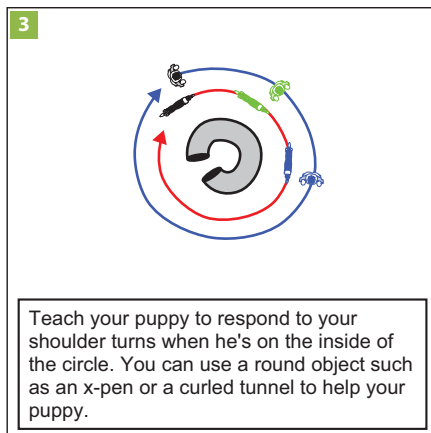 3
Teach your puppy to respond to your
shoulder turns when he's on the inside of
the circle. You can use a round object such
as an x-pen or a curled tunnel to help your
puppy.